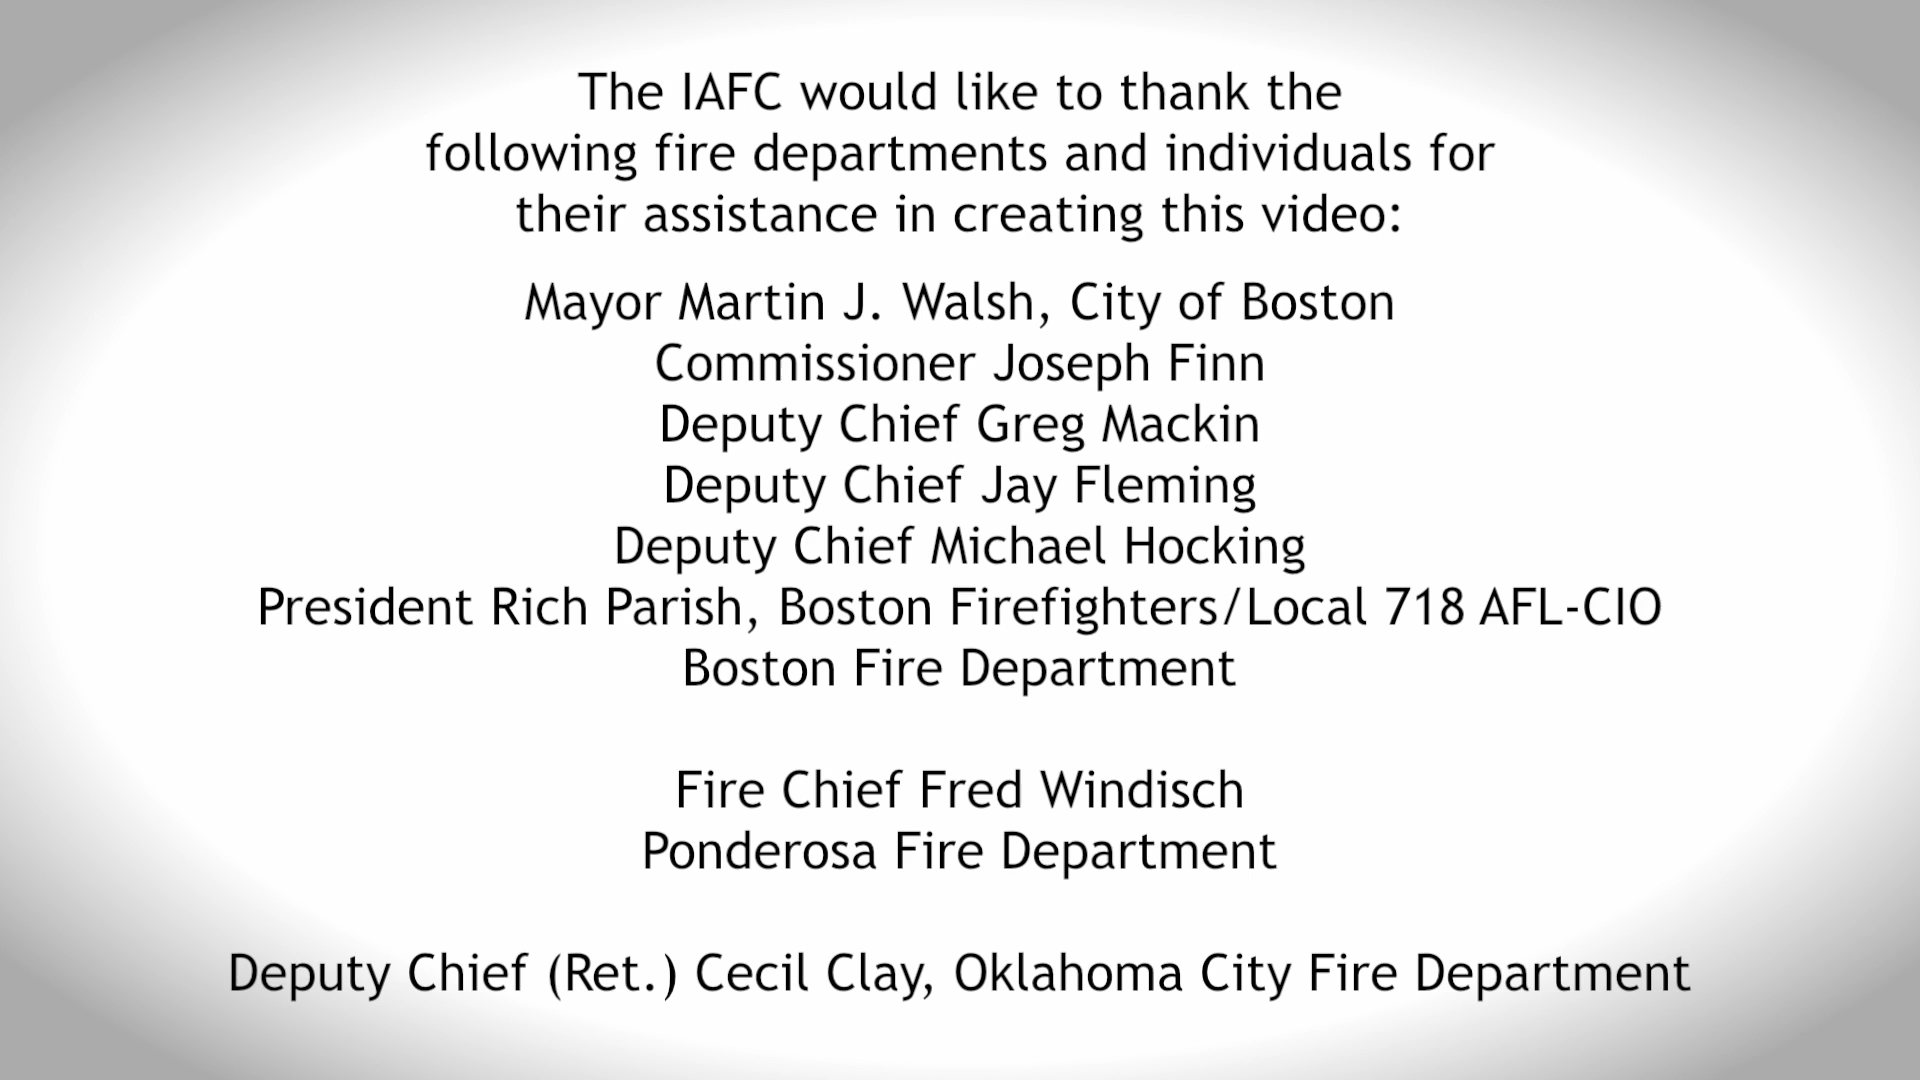 The IAFC would like to thank the
following fire departments and individuals for
their assistance in creating this video:
Mayor Martin J. Walsh, City of Boston
Commissioner Joseph Finn
Deputy Chief Greg Mackin
Deputy Chief Jay Fleming
Deputy Chief Michael Hocking
President Rich Parish, Boston Firefighters/Local 718 AFL-CIO
Boston Fire Department
Fire Chief Fred Windisch
Ponderosa Fire Department
Deputy Chief (Ret.) Cecil Clay, Oklahoma City Fire Department